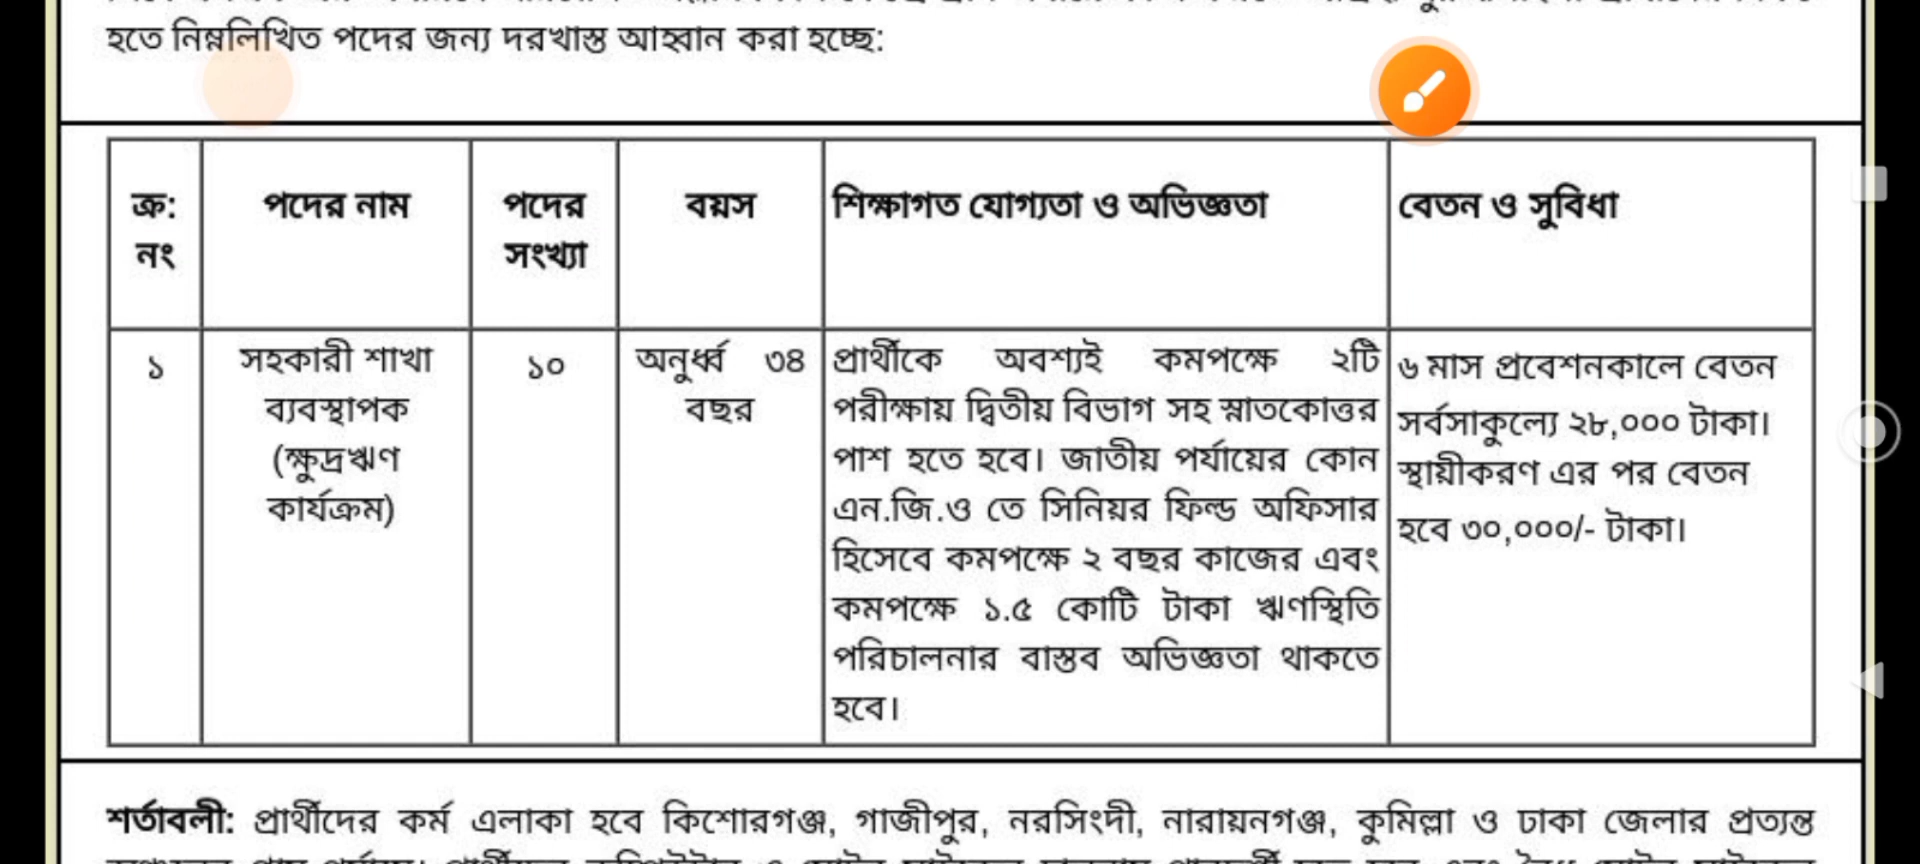 হতে নিম্নলিখিত পদের জন্য দরখাস্ত আহ্বান করা হচ্ছে:
ক্র: নং
পদের নাম
পদের সংখ্যা
বয়স
শিক্ষাগত যোগ্যতা ও অভিজ্ঞতা
বেতন ও সুবিধা
১
সহকারী শাখা
ব্যবস্থাপক
(ক্ষুদ্রঋণ
কার্যক্রম)
১০
অনুর্ধ্ব ৩৪
বছর
প্রার্থীকে অবশ্যই কমপক্ষে ২টি
পরীক্ষায় দ্বিতীয় বিভাগ সহ স্নাতকোত্তর
পাশ হতে হবে। জাতীয় পর্যায়ের কোন
এন.জি.ও তে সিনিয়র ফিল্ড অফিসার
হিসেবে কমপক্ষে ২ বছর কাজের এবং
কমপক্ষে ১.৫ কোটি টাকা ঋণস্থিতি
পরিচালনার বাস্তব অভিজ্ঞতা থাকতে
হবে।
৬ মাস প্রবেশনকালে বেতন
সর্বসাকুল্যে ২৮,০০০ টাকা।
স্থায়ীকরণ এর পর বেতন
হবে ৩০,০০০/- টাকা।
শর্তাবলী: প্রার্থীদের কর্ম এলাকা হবে কিশোরগঞ্জ, গাজীপুর, নরসিংদী, নারায়নগঞ্জ, কুমিল্লা ও ঢাকা জেলার প্রত্যন্ত